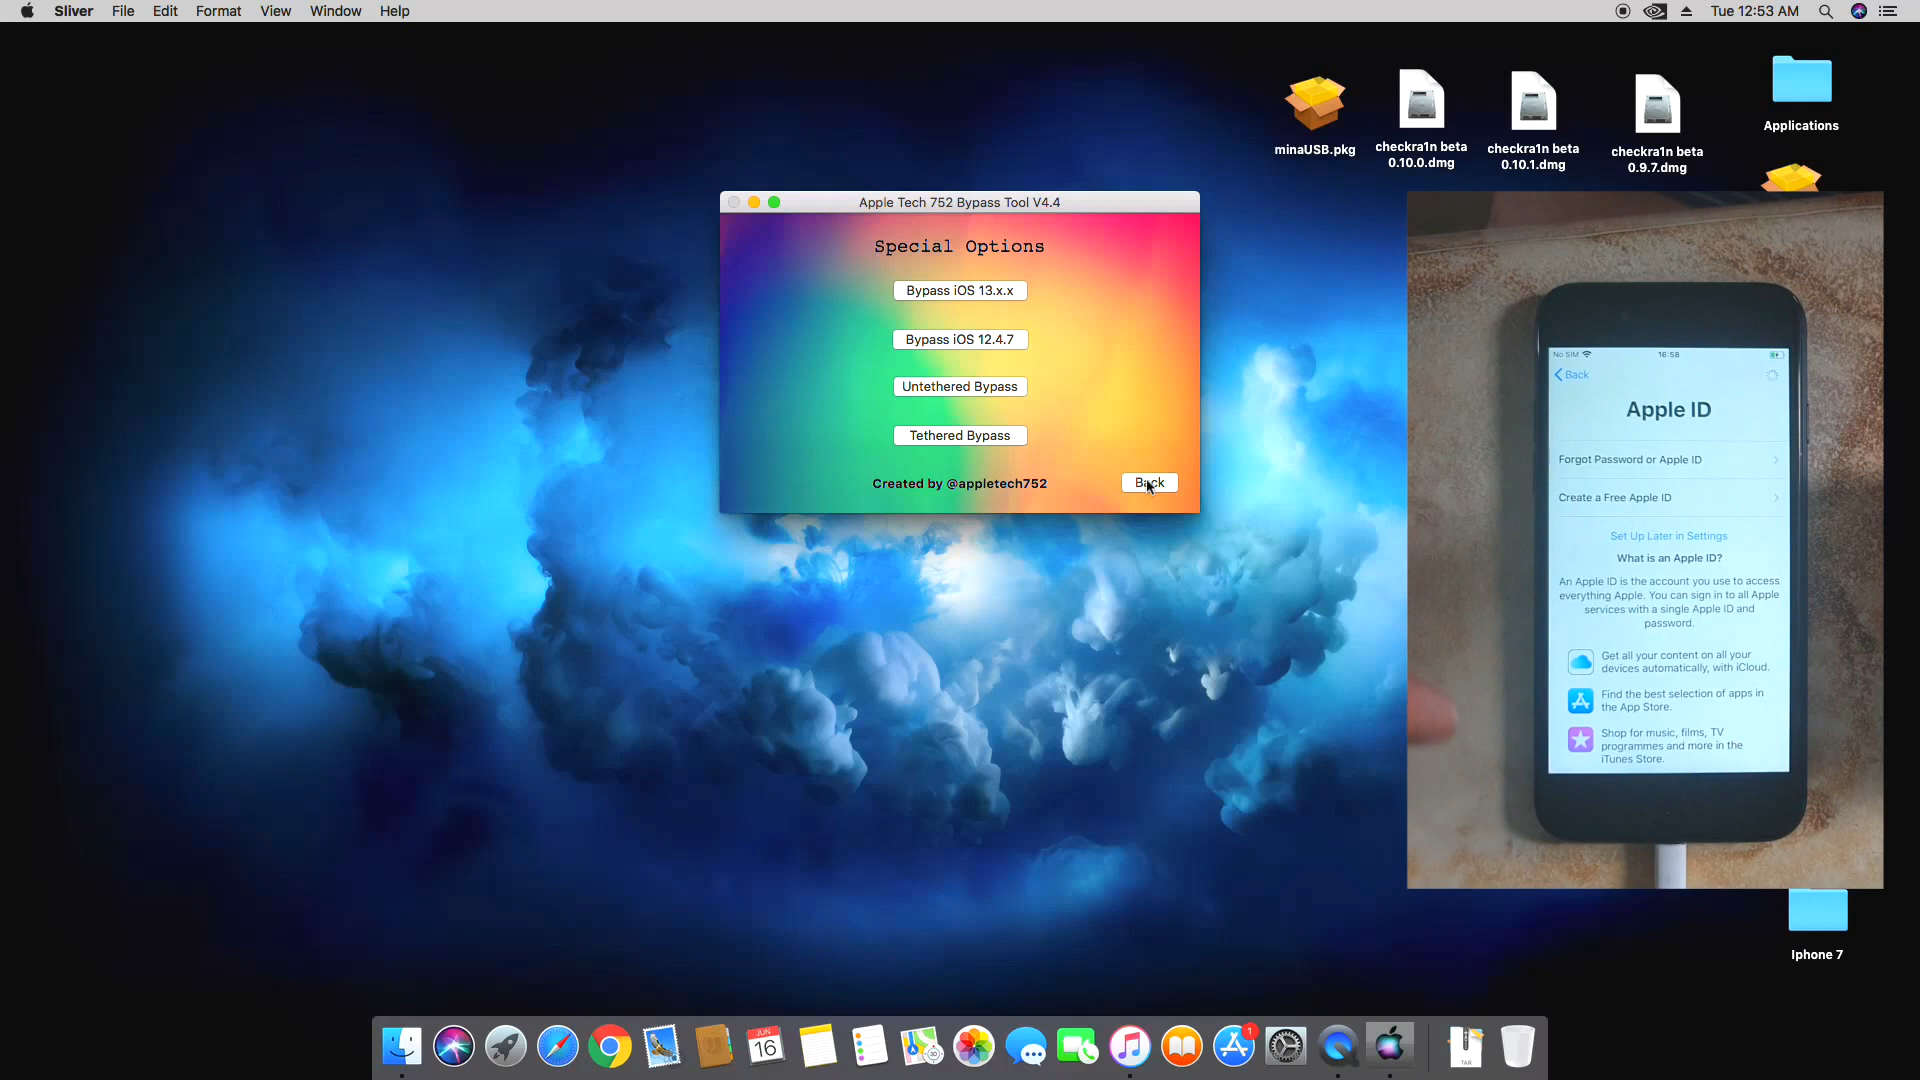 Sliver File Edit Format View Window Help
Tue 12:53 AM
minaUSB.pkg
checkra1n beta
0.10.0.dmg
checkra1n beta
0.10.1.dmg
checkra1n beta
0.9.7.dmg
Applications
Apple Tech 752 Bypass Tool V4.4
Special Options
Bypass iOS 13.x.x
Bypass iOS 12.4.7
Untethered Bypass
Tethered Bypass
Created by @appletech752
Back
No SIM 16:58
Back
Apple ID
Forgot Password or Apple ID
Create a Free Apple ID
Set Up Later in Settings
What is an Apple ID?
An Apple ID is the account you use to access
everything Apple. You can sign in to all Apple
services with a single Apple ID and
password.
Get all your content on all your
devices automatically, with iCloud.
Find the best selection of apps in
the App Store.
Shop for music, films, TV
programmes and more in the
iTunes Store.
Iphone 7
JUN
16
3D
1
TAR